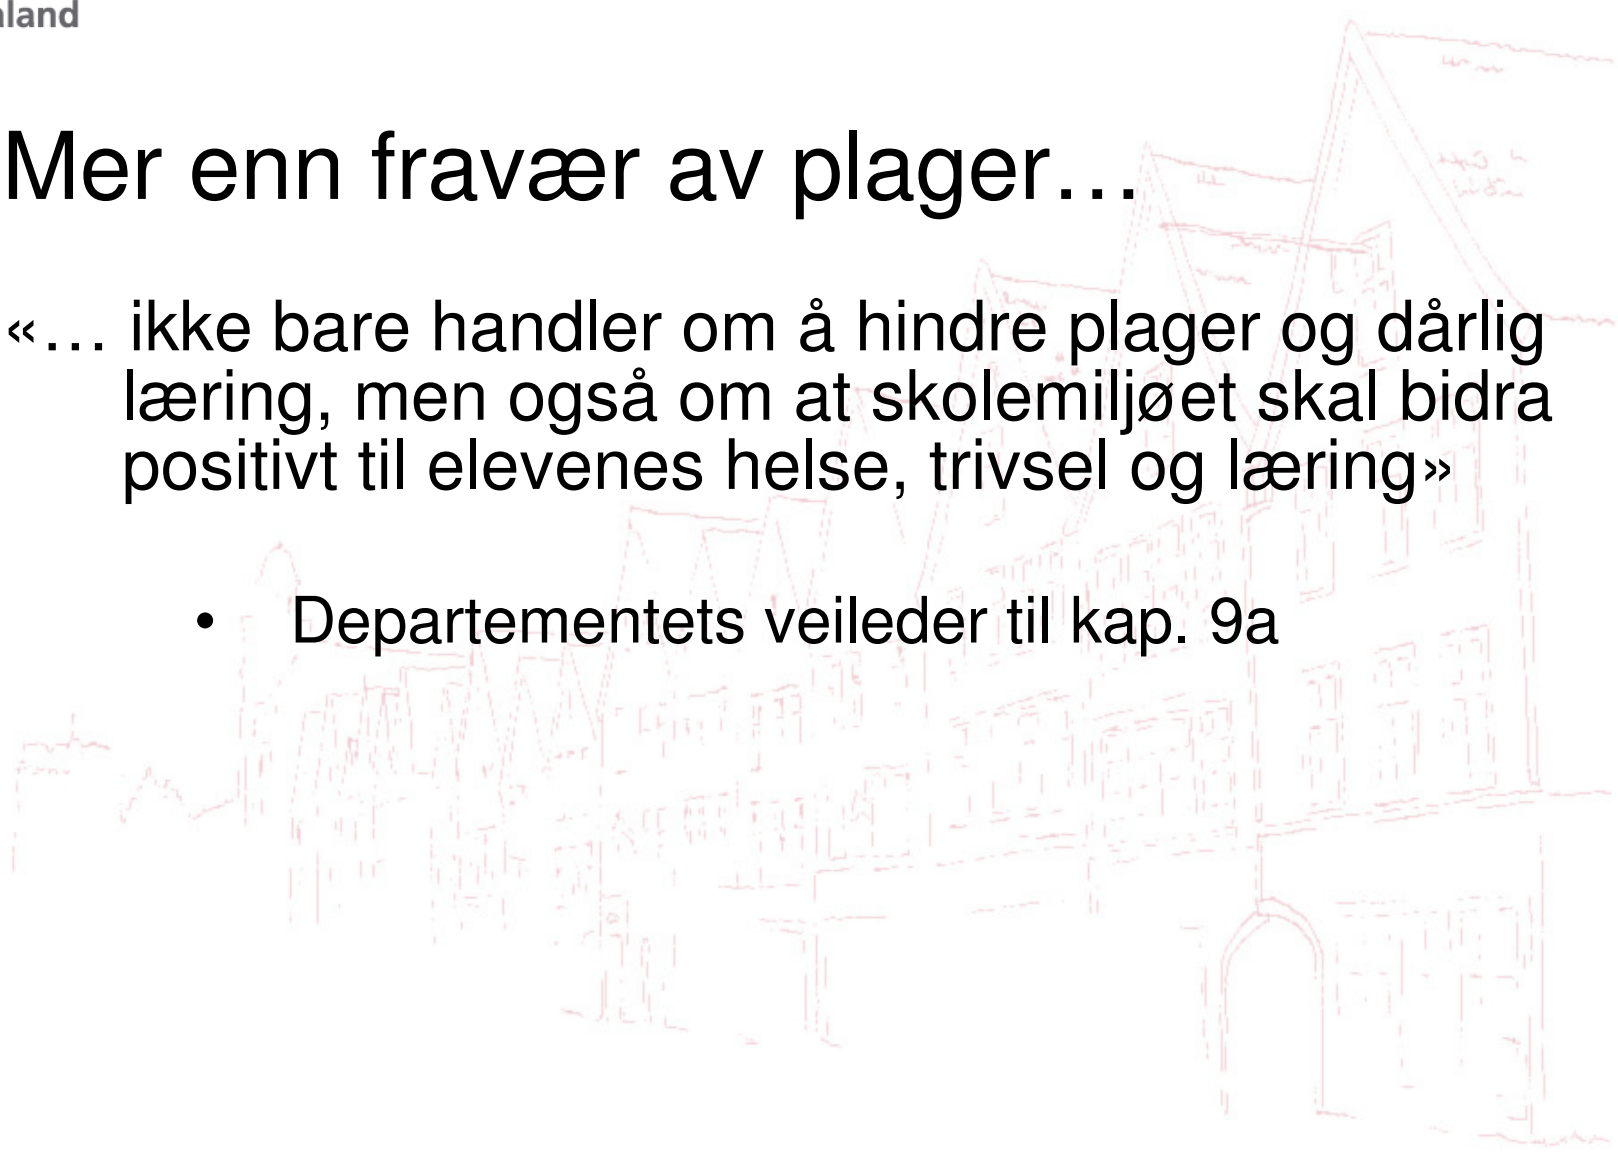 aland
Mer enn fravær av plager…
«… ikke bare handler om å hindre plager og dårlig
læring, men også om at skolemiljøet skal bidra
positivt til elevenes helse, trivsel og læring»
• Departementets veileder til kap. 9a